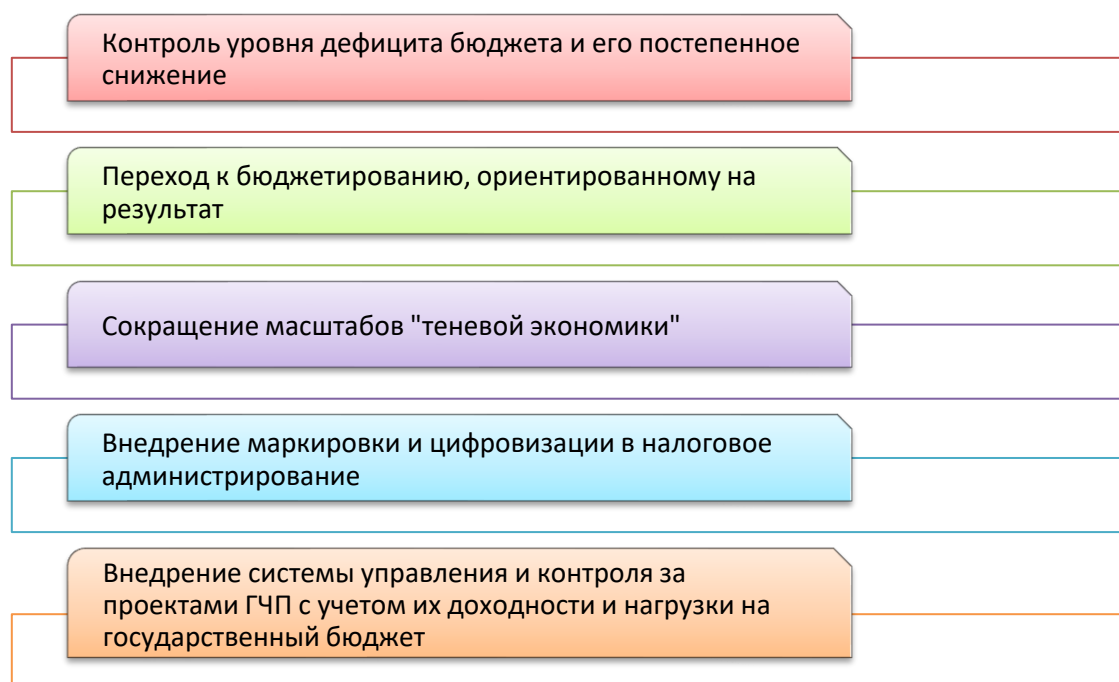 Контроль уровня дефицита бюджета и его постепенное
снижение
Переход к бюджетированию, ориентированному на
результат
Сокращение масштабов "теневой экономики"
Внедрение маркировки и цифровизации в налоговое
администрирование
Внедрение системы управления и контроля за
проектами ГЧП с учетом их доходности и нагрузки на
государственный бюджет